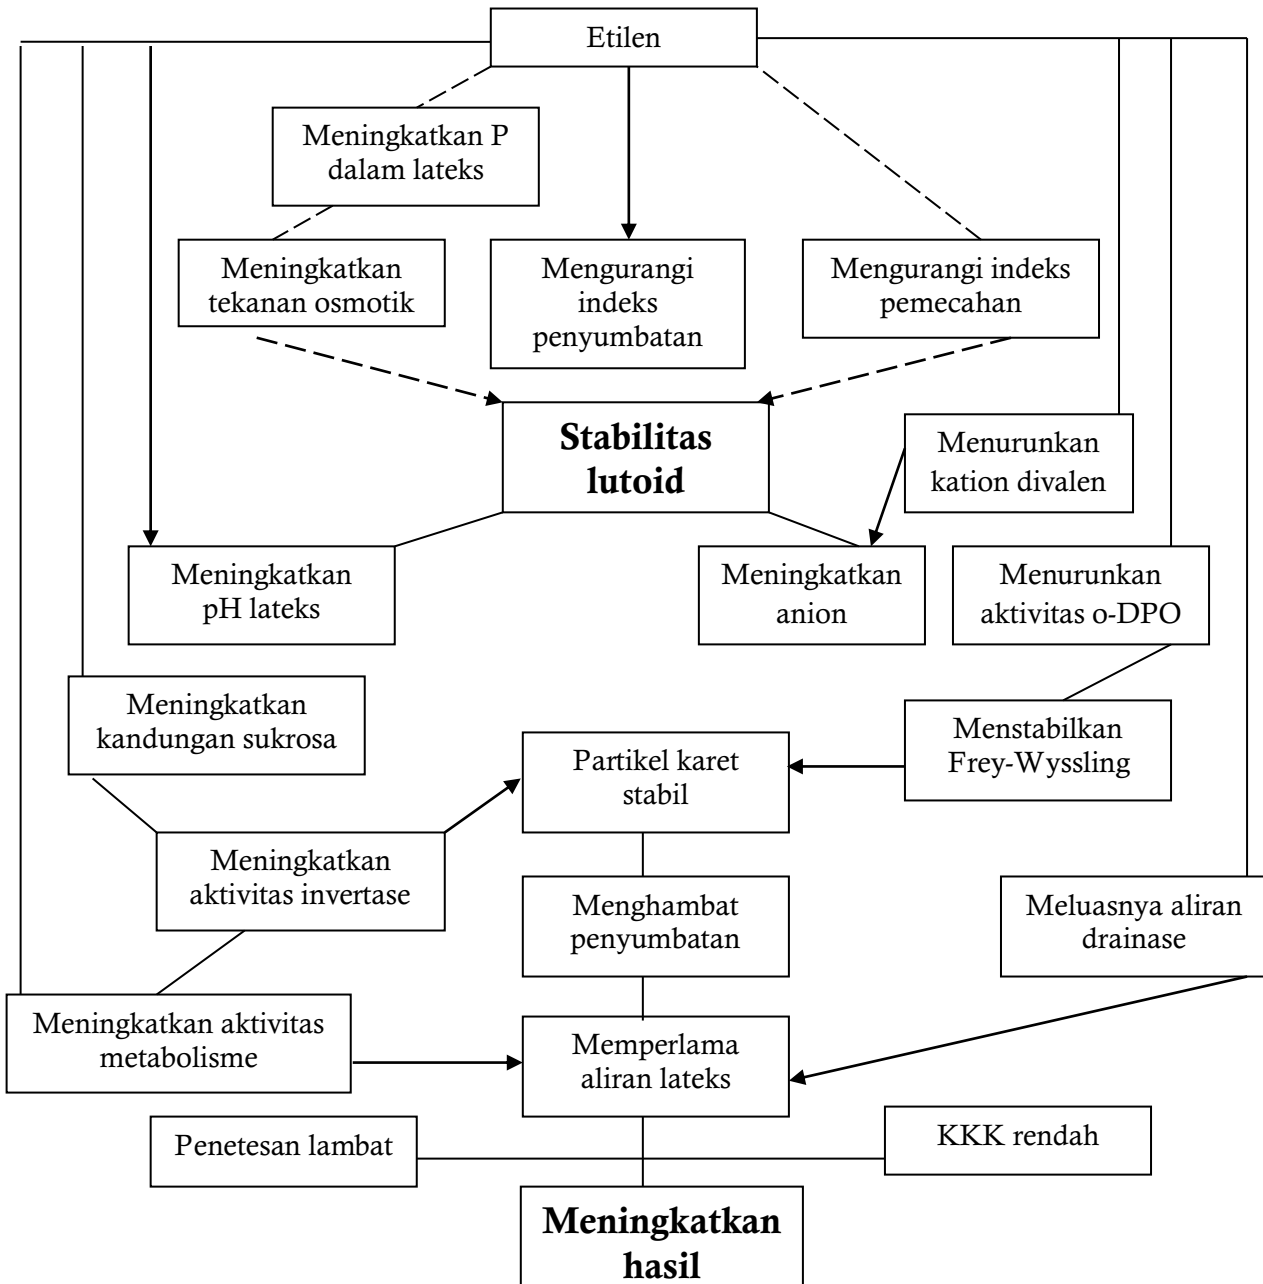 Etilen
Meningkatkan P
dalam lateks
Meningkatkan
tekanan osmotik
Mengurangi
indeks
penyumbatan
Mengurangi indeks
pemecahan
Stabilitas
lutoid
Menurunkan
kation divalen
Meningkatkan
pH lateks
Meningkatkan
anion
Menurunkan
aktivitas o-DPO
Meningkatkan
kandungan sukrosa
Partikel karet
stabil
Menstabilkan
Frey-Wyssling
Meningkatkan
aktivitas invertase
Menghambat
penyumbatan
Meluasnya aliran
drainase
Meningkatkan aktivitas
metabolisme
Memperlama
aliran lateks
Penetesan lambat
KKK rendah
Meningkatkan
hasil